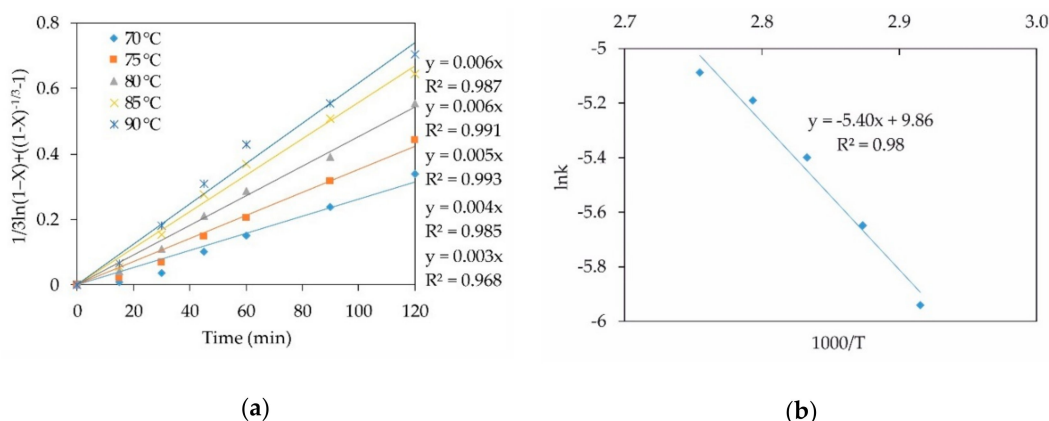 0.8
0.6
0.4
0.2
0
1/3ln(1−X)+((1-X)-1/3-1)
70 °C
75 °C
80 °C
85 °C
90 °C
y = 0.006x
R² = 0.987
y = 0.006x
R² = 0.991
y = 0.005x
R² = 0.993
y = 0.004x
R² = 0.985
y = 0.003x
R² = 0.968
0 20 40 60 80 100 120
Time (min)
(a)
2.7 2.8 2.9 3.0
-5
-5.2
-5.4
-5.6
-5.8
-6
lnk
y = -5.40x + 9.86
R² = 0.98
1000/T
(b)